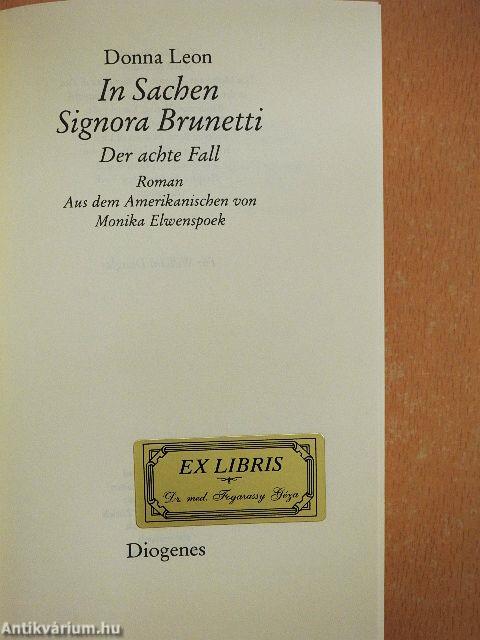 Donna Leon
In Sachen
Signora Brunetti
Der achte Fall
Roman
Aus dem Amerikanischen von
Monika Elwenspoek
EX LIBRIS
Dr. med. Fogarassy Géza
Diogenes
Antikvárium.hu